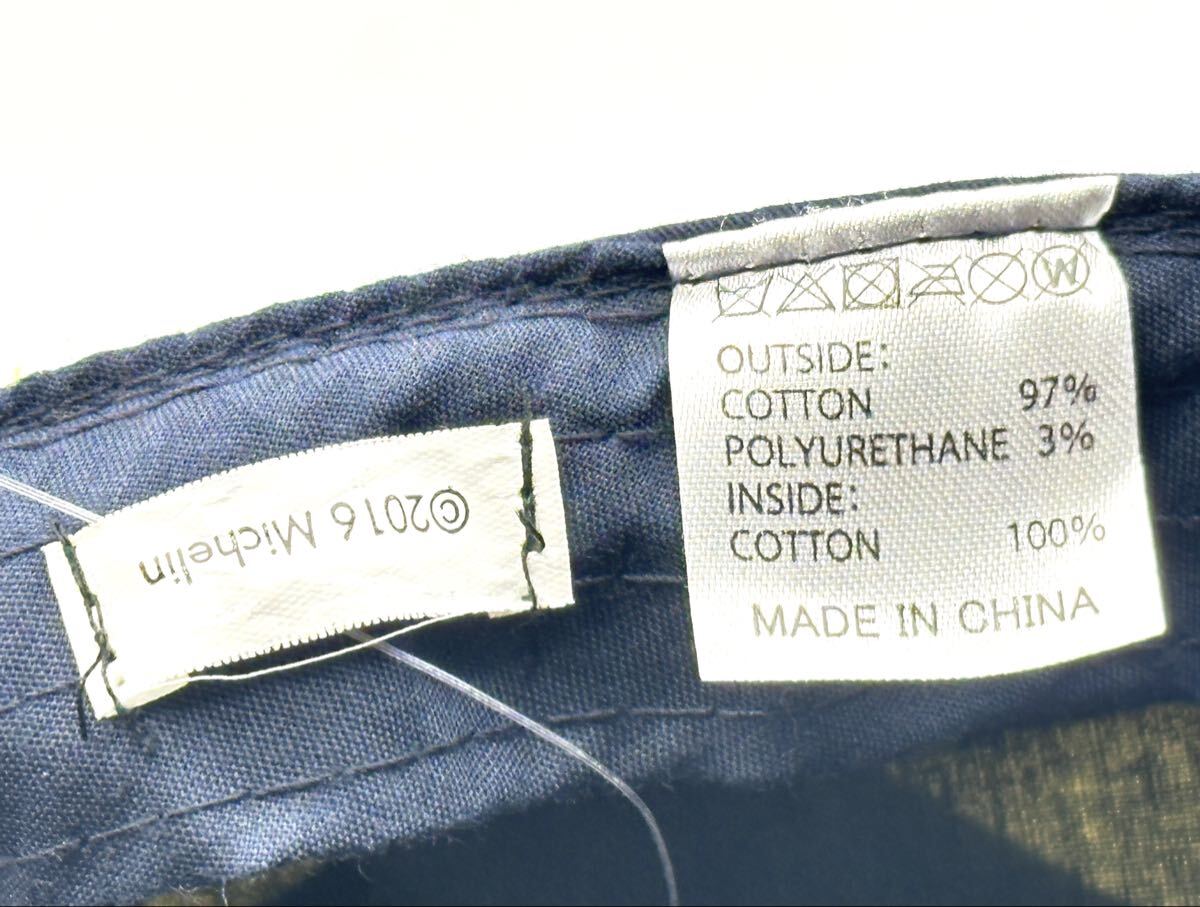 Ⓦ
OUTSIDE:
COTTON 97%
POLYURETHANE 3%
INSIDE:
COTTON 100%
MADE IN CHINA
©2016 Michelin